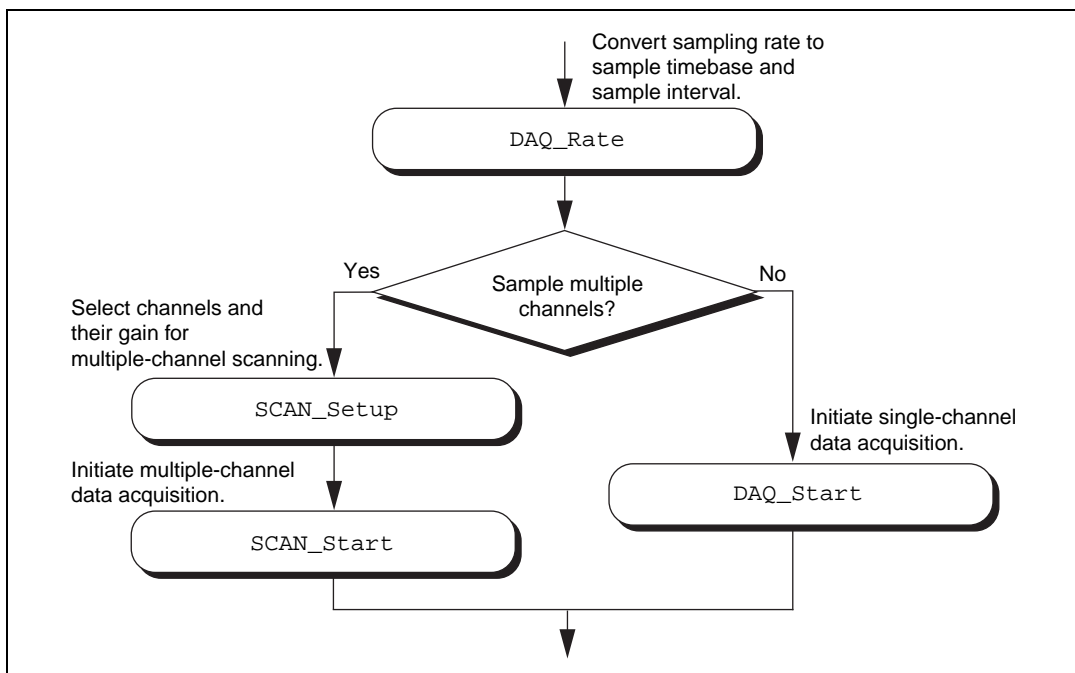 Convert sampling rate to
sample timebase and
sample interval.
DAQ_Rate
Yes
Sample multiple
channels?
No
Select channels and
their gain for
multiple-channel scanning.
SCAN_Setup
Initiate multiple-channel
data acquisition.
SCAN_Start
Initiate single-channel
data acquisition.
DAQ_Start